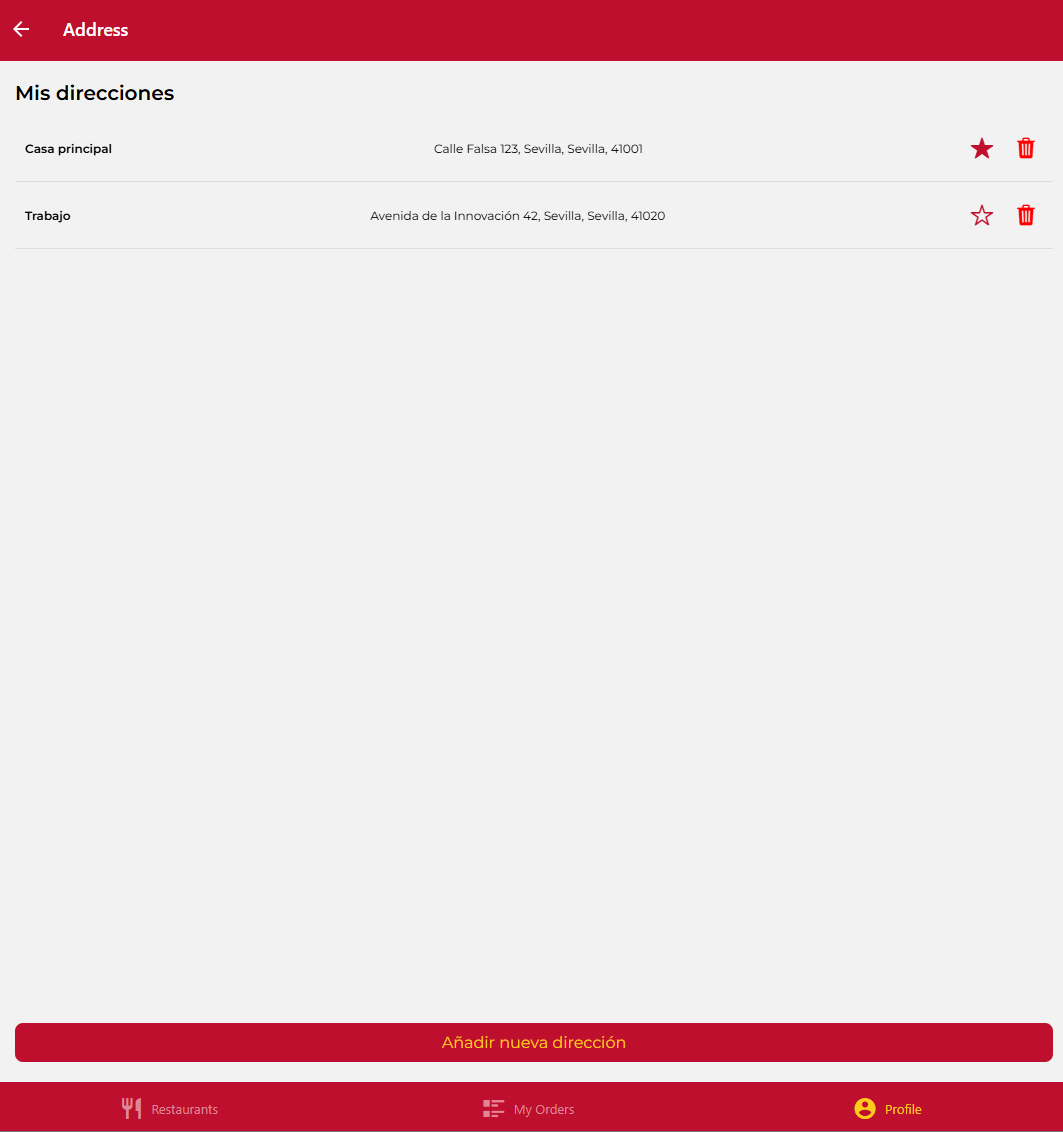 Address
Mis direcciones
Casa principal Calle Falsa 123, Sevilla, Sevilla, 41001
Trabajo Avenida de la Innovación 42, Sevilla, Sevilla, 41020
Añadir nueva dirección
Restaurants My Orders Profile